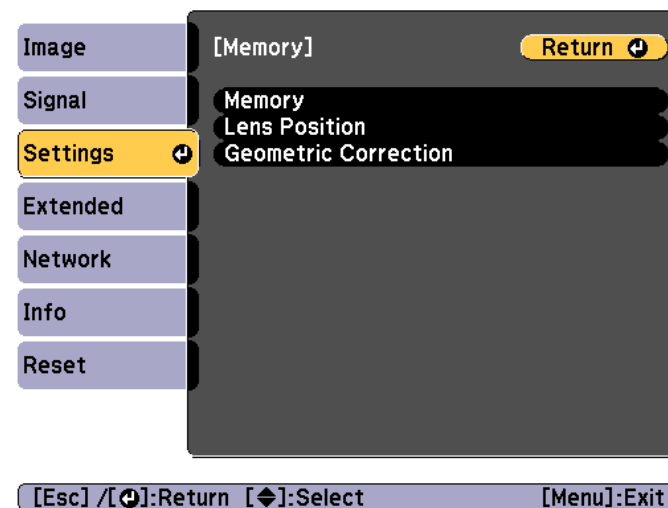 Image
Signal
Settings
Extended
Network
Info
Reset
[Memory]
Return
Memory
Lens Position
Geometric Correction
[Esc] /[⏎]:Return [◆]:Select [Menu]:Exit